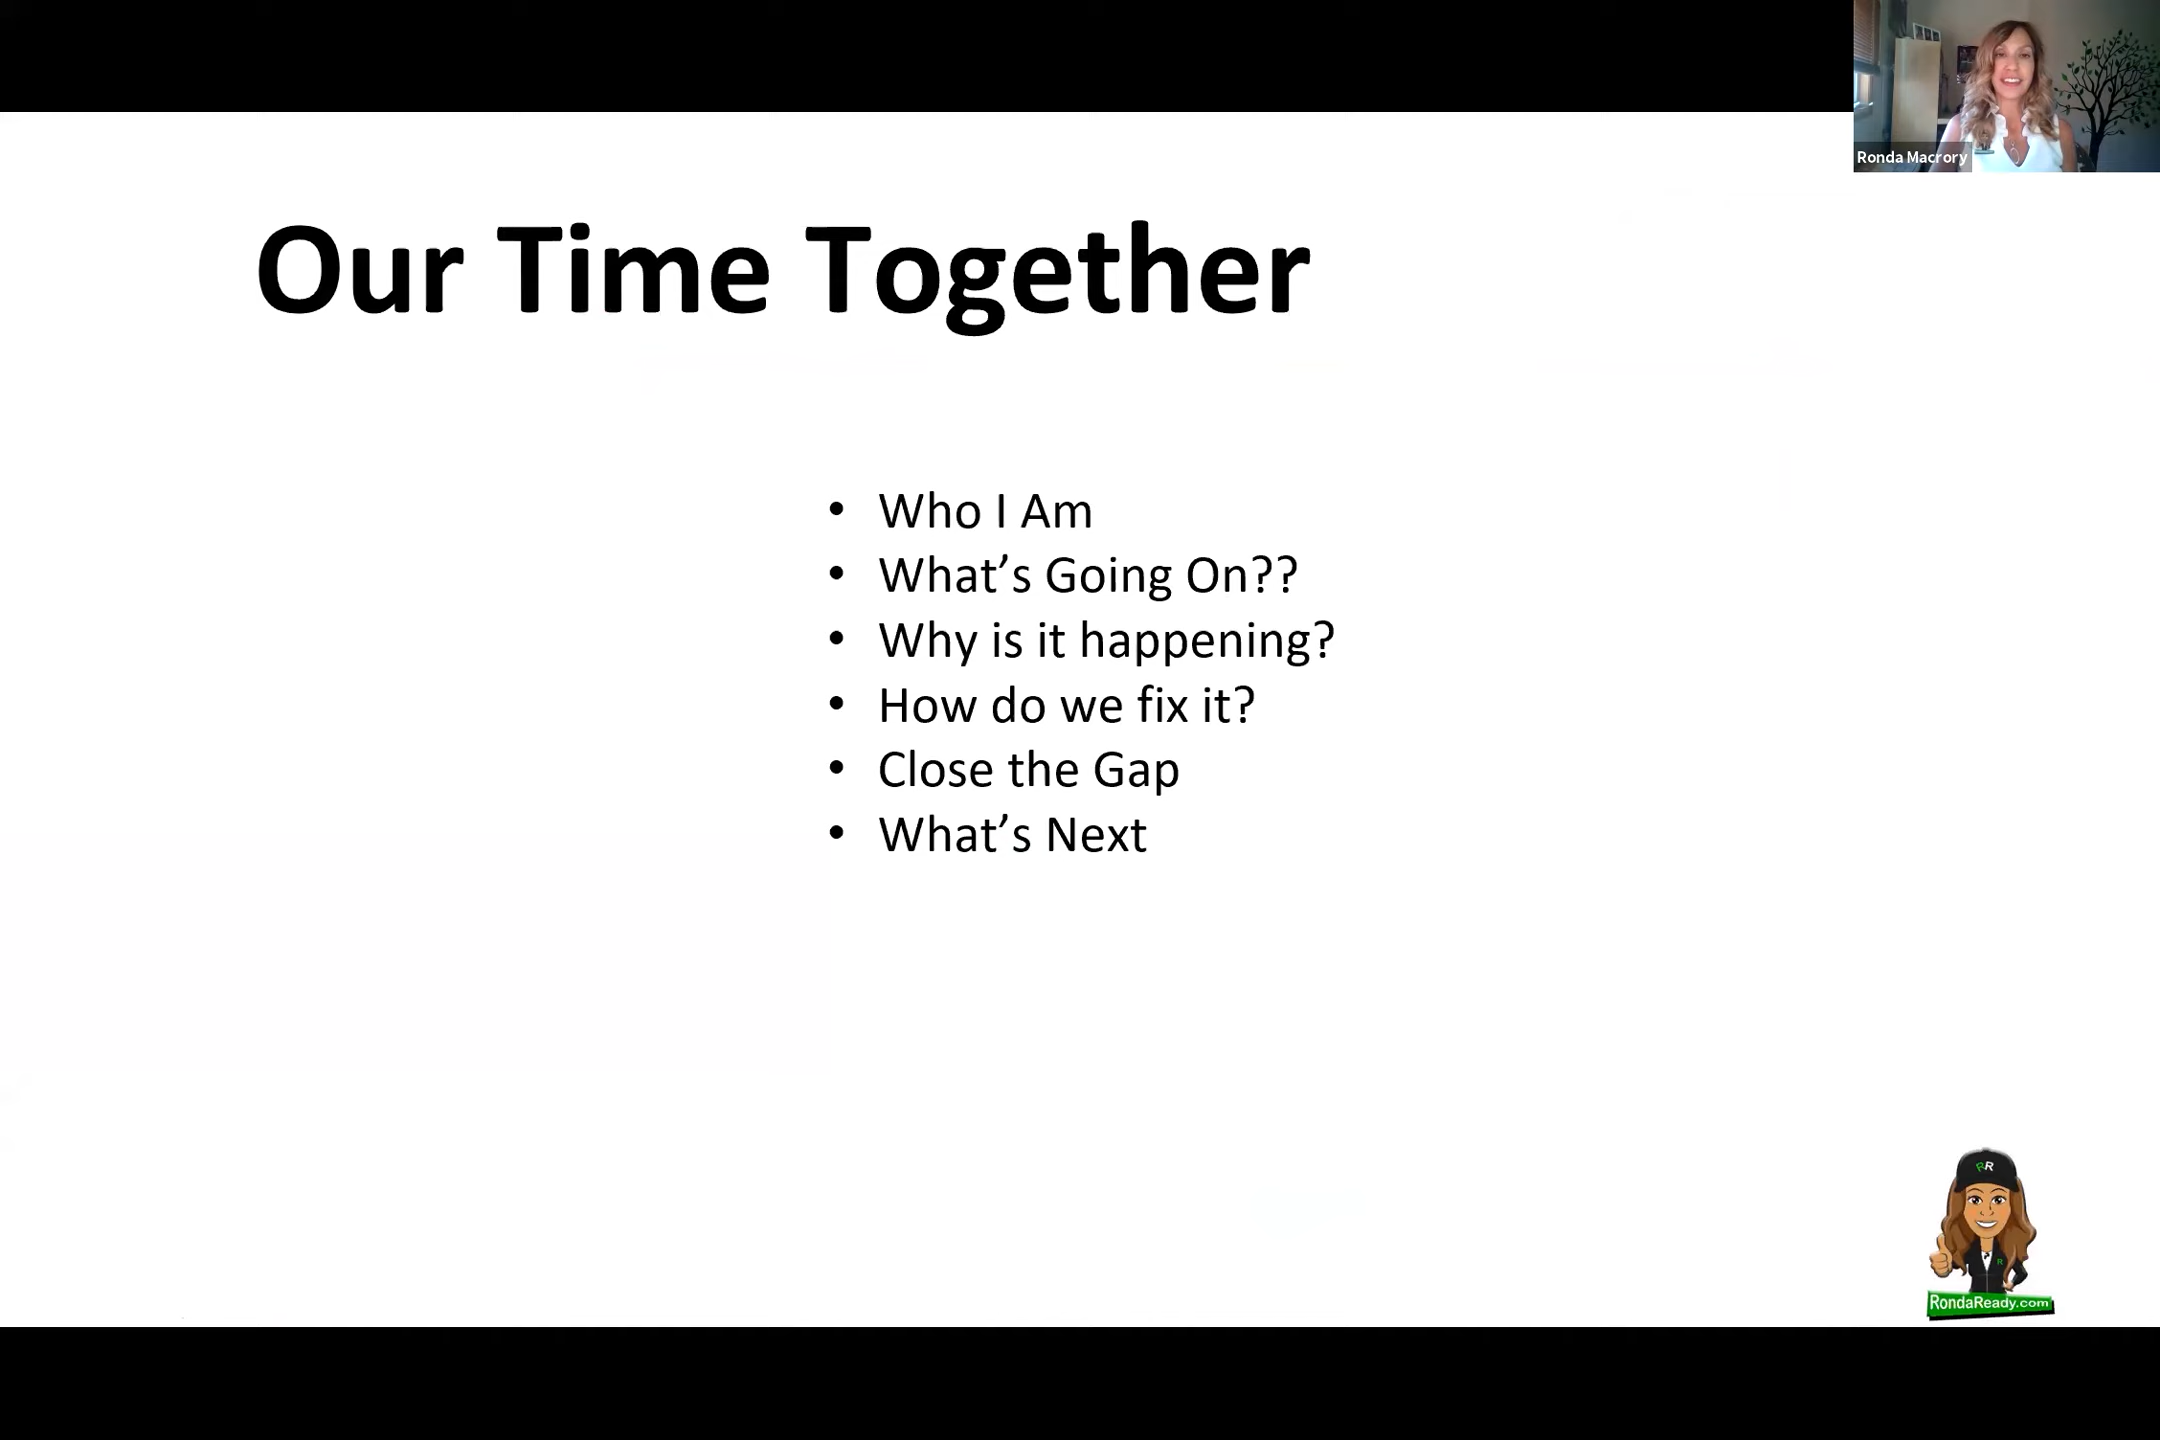 Ronda Macrory
Our Time Together
• Who I Am
• What’s Going On??
• Why is it happening?
• How do we fix it?
• Close the Gap
• What’s Next
RR
R
RondaReady.com